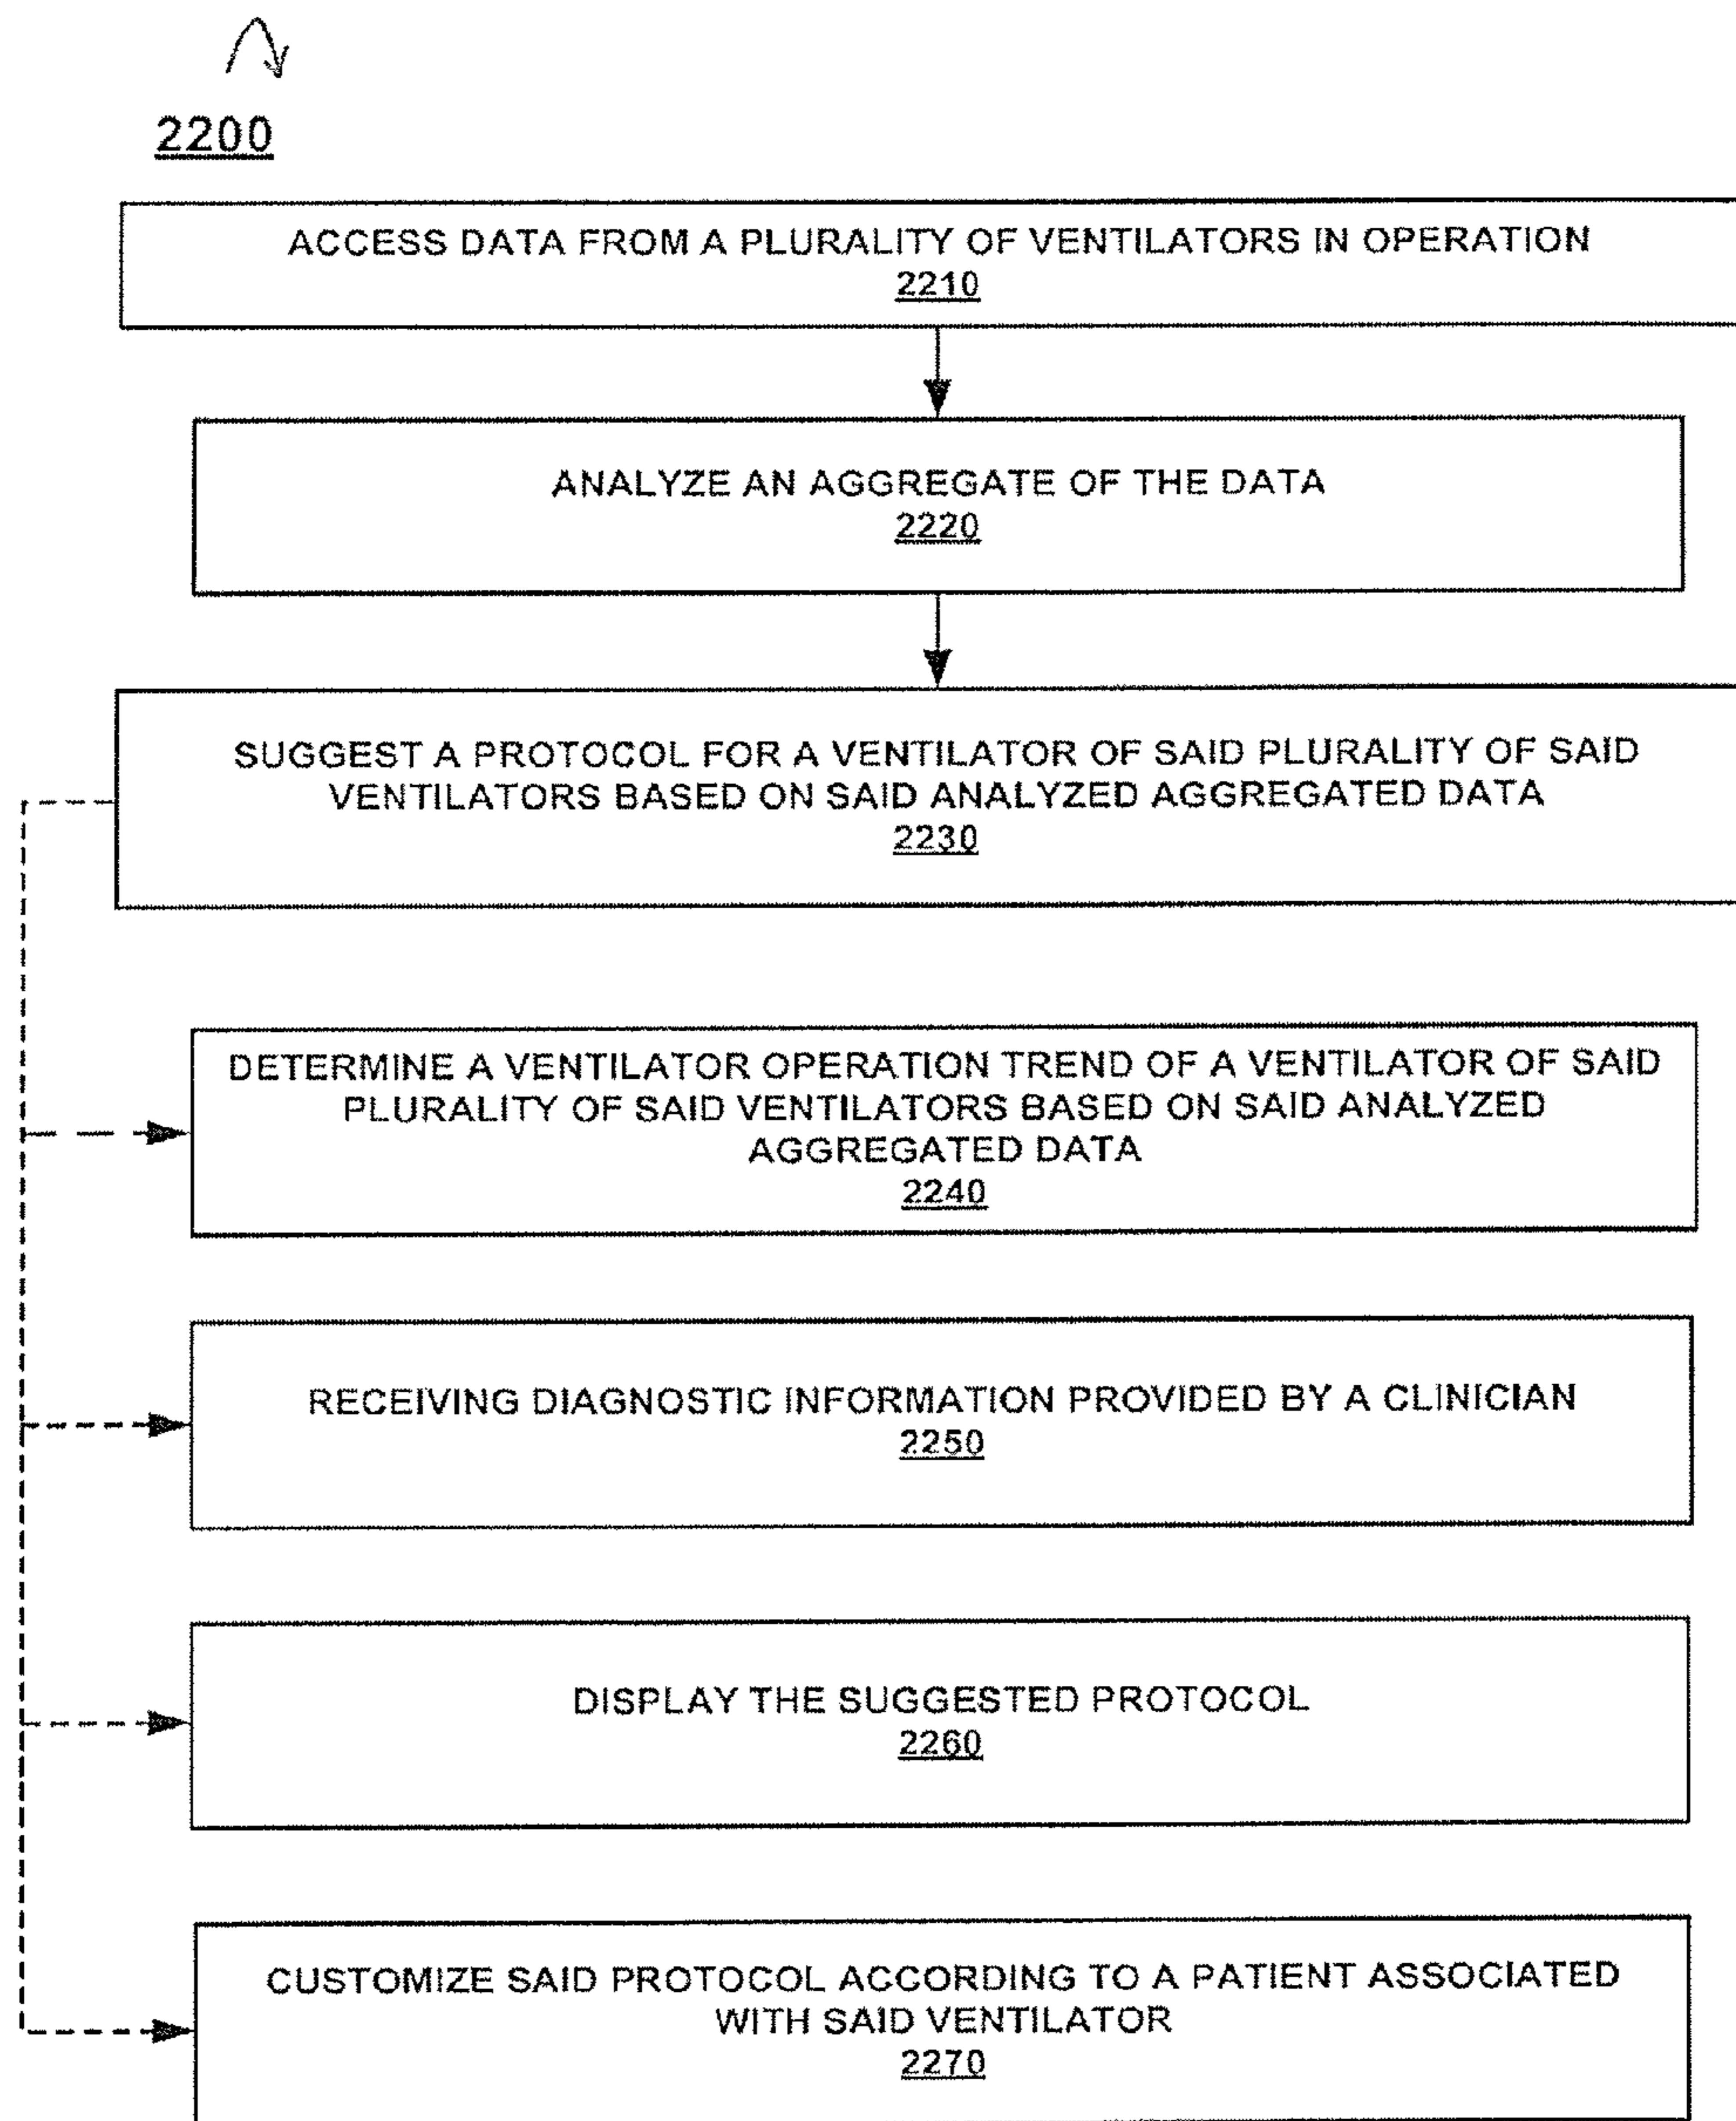 2200
ACCESS DATA FROM A PLURALITY OF VENTILATORS IN OPERATION
2210
ANALYZE AN AGGREGATE OF THE DATA
2220
SUGGEST A PROTOCOL FOR A VENTILATOR OF SAID PLURALITY OF SAID
VENTILATORS BASED ON SAID ANALYZED AGGREGATED DATA
2230
DETERMINE A VENTILATOR OPERATION TREND OF A VENTILATOR OF SAID
PLURALITY OF SAID VENTILATORS BASED ON SAID ANALYZED
AGGREGATED DATA
2240
RECEIVING DIAGNOSTIC INFORMATION PROVIDED BY A CLINICIAN
2250
DISPLAY THE SUGGESTED PROTOCOL
2260
CUSTOMIZE SAID PROTOCOL ACCORDING TO A PATIENT ASSOCIATED
WITH SAID VENTILATOR
2270